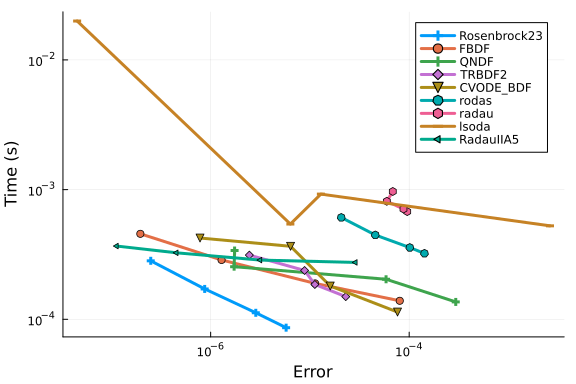 Rosenbrock23
FBDF
QNDF
TRBDF2
CVODE_BDF
rodas
radau
lsoda
RadauIIA5
10⁻²
10⁻³
10⁻⁴
Time (s)
10⁻⁶
10⁻⁴
Error